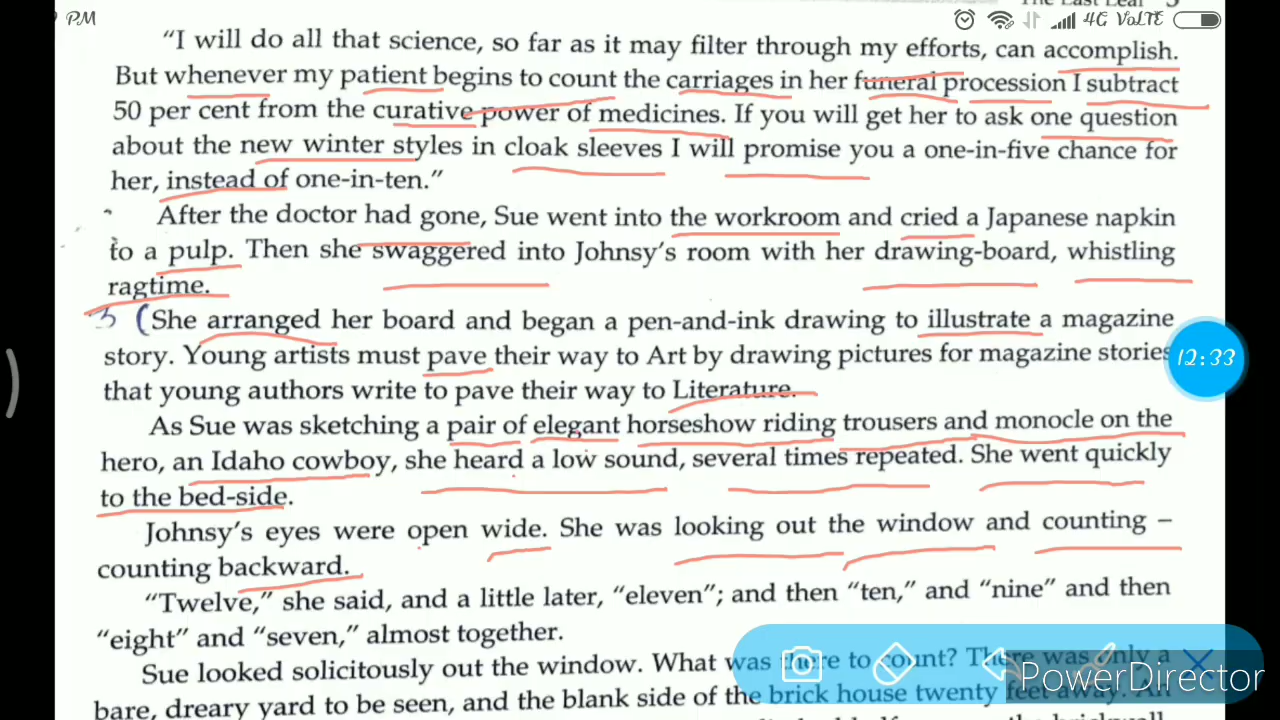 PM
The Last Leaf
4G VoLTE
"I will do all that science, so far as it may filter through my efforts, can accomplish.
But whenever my patient begins to count the carriages in her funeral procession I subtract
50 per cent from the curative power of medicines. If you will get her to ask one question
about the new winter styles in cloak sleeves I will promise you a one-in-five chance for
her, instead of one-in-ten."
After the doctor had gone, Sue went into the workroom and cried a Japanese napkin
to a pulp. Then she swaggered into Johnsy's room with her drawing-board, whistling
ragtime.
(She arranged her board and began a pen-and-ink drawing to illustrate a magazine
story. Young artists must pave their way to Art by drawing pictures for magazine stories
12:33
that young authors write to pave their way to Literature.
As Sue was sketching a pair of elegant horseshow riding trousers and monocle on the
hero, an Idaho cowboy, she heard a low sound, several times repeated. She went quickly
to the bed-side.
Johnsy's eyes were open wide. She was looking out the window and counting –
counting backward.
"Twelve," she said, and a little later, "eleven"; and then "ten," and "nine" and then
"eight" and "seven," almost together.
Sue looked solicitously out the window. What was there to count? There was only a
bare, dreary yard to be seen, and the blank side of the brick house twenty feet away. An
PowerDirector